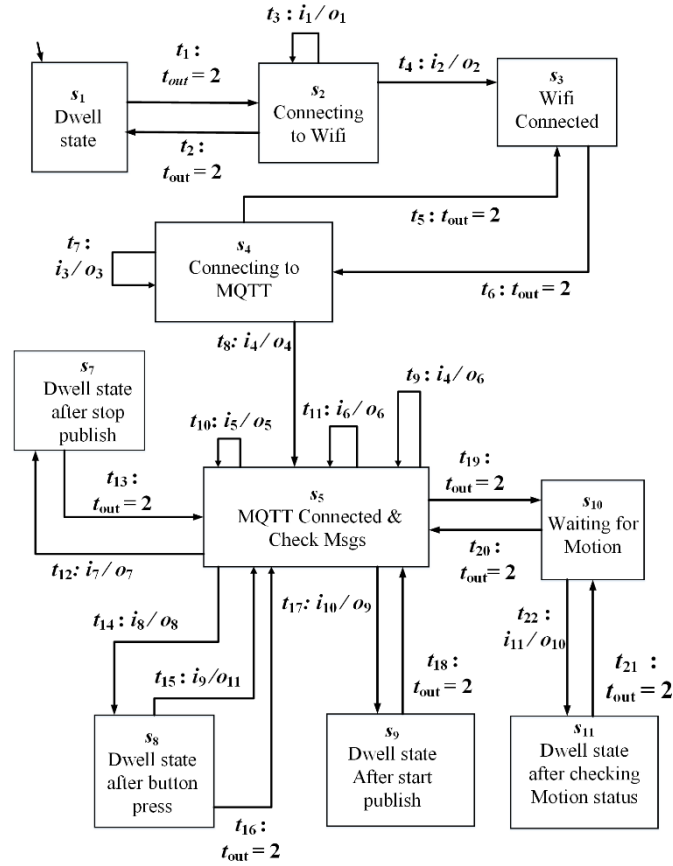 t3 : i1 / o1
t1 :
tout = 2
t4 : i2 / o2
s1
Dwell
state
s2
Connecting
to Wifi
s3
Wifi
Connected
t2 :
tout = 2
t5 : tout = 2
t7 :
i3 / o3
s4
Connecting to
MQTT
t6 : tout = 2
t8 : i4 / o4
s7
Dwell state
after stop
publish
t9 : i4 / o6
t10 : i5 / o5
t11 : i6 / o6
t13 :
tout = 2
t19 :
tout = 2
s5
MQTT Connected &
Check Msgs
s10
Waiting for
Motion
t20 :
tout = 2
t12 : i7 / o7
t14 : i8 / o8
t17 : i10 / o9
t22 :
i11 / o10
t15 : i9 / o11
t18 :
tout = 2
t21 :
tout = 2
s8
Dwell state
after button
press
s9
Dwell state
After start
publish
s11
Dwell state
after checking
Motion status
t16 :
tout = 2